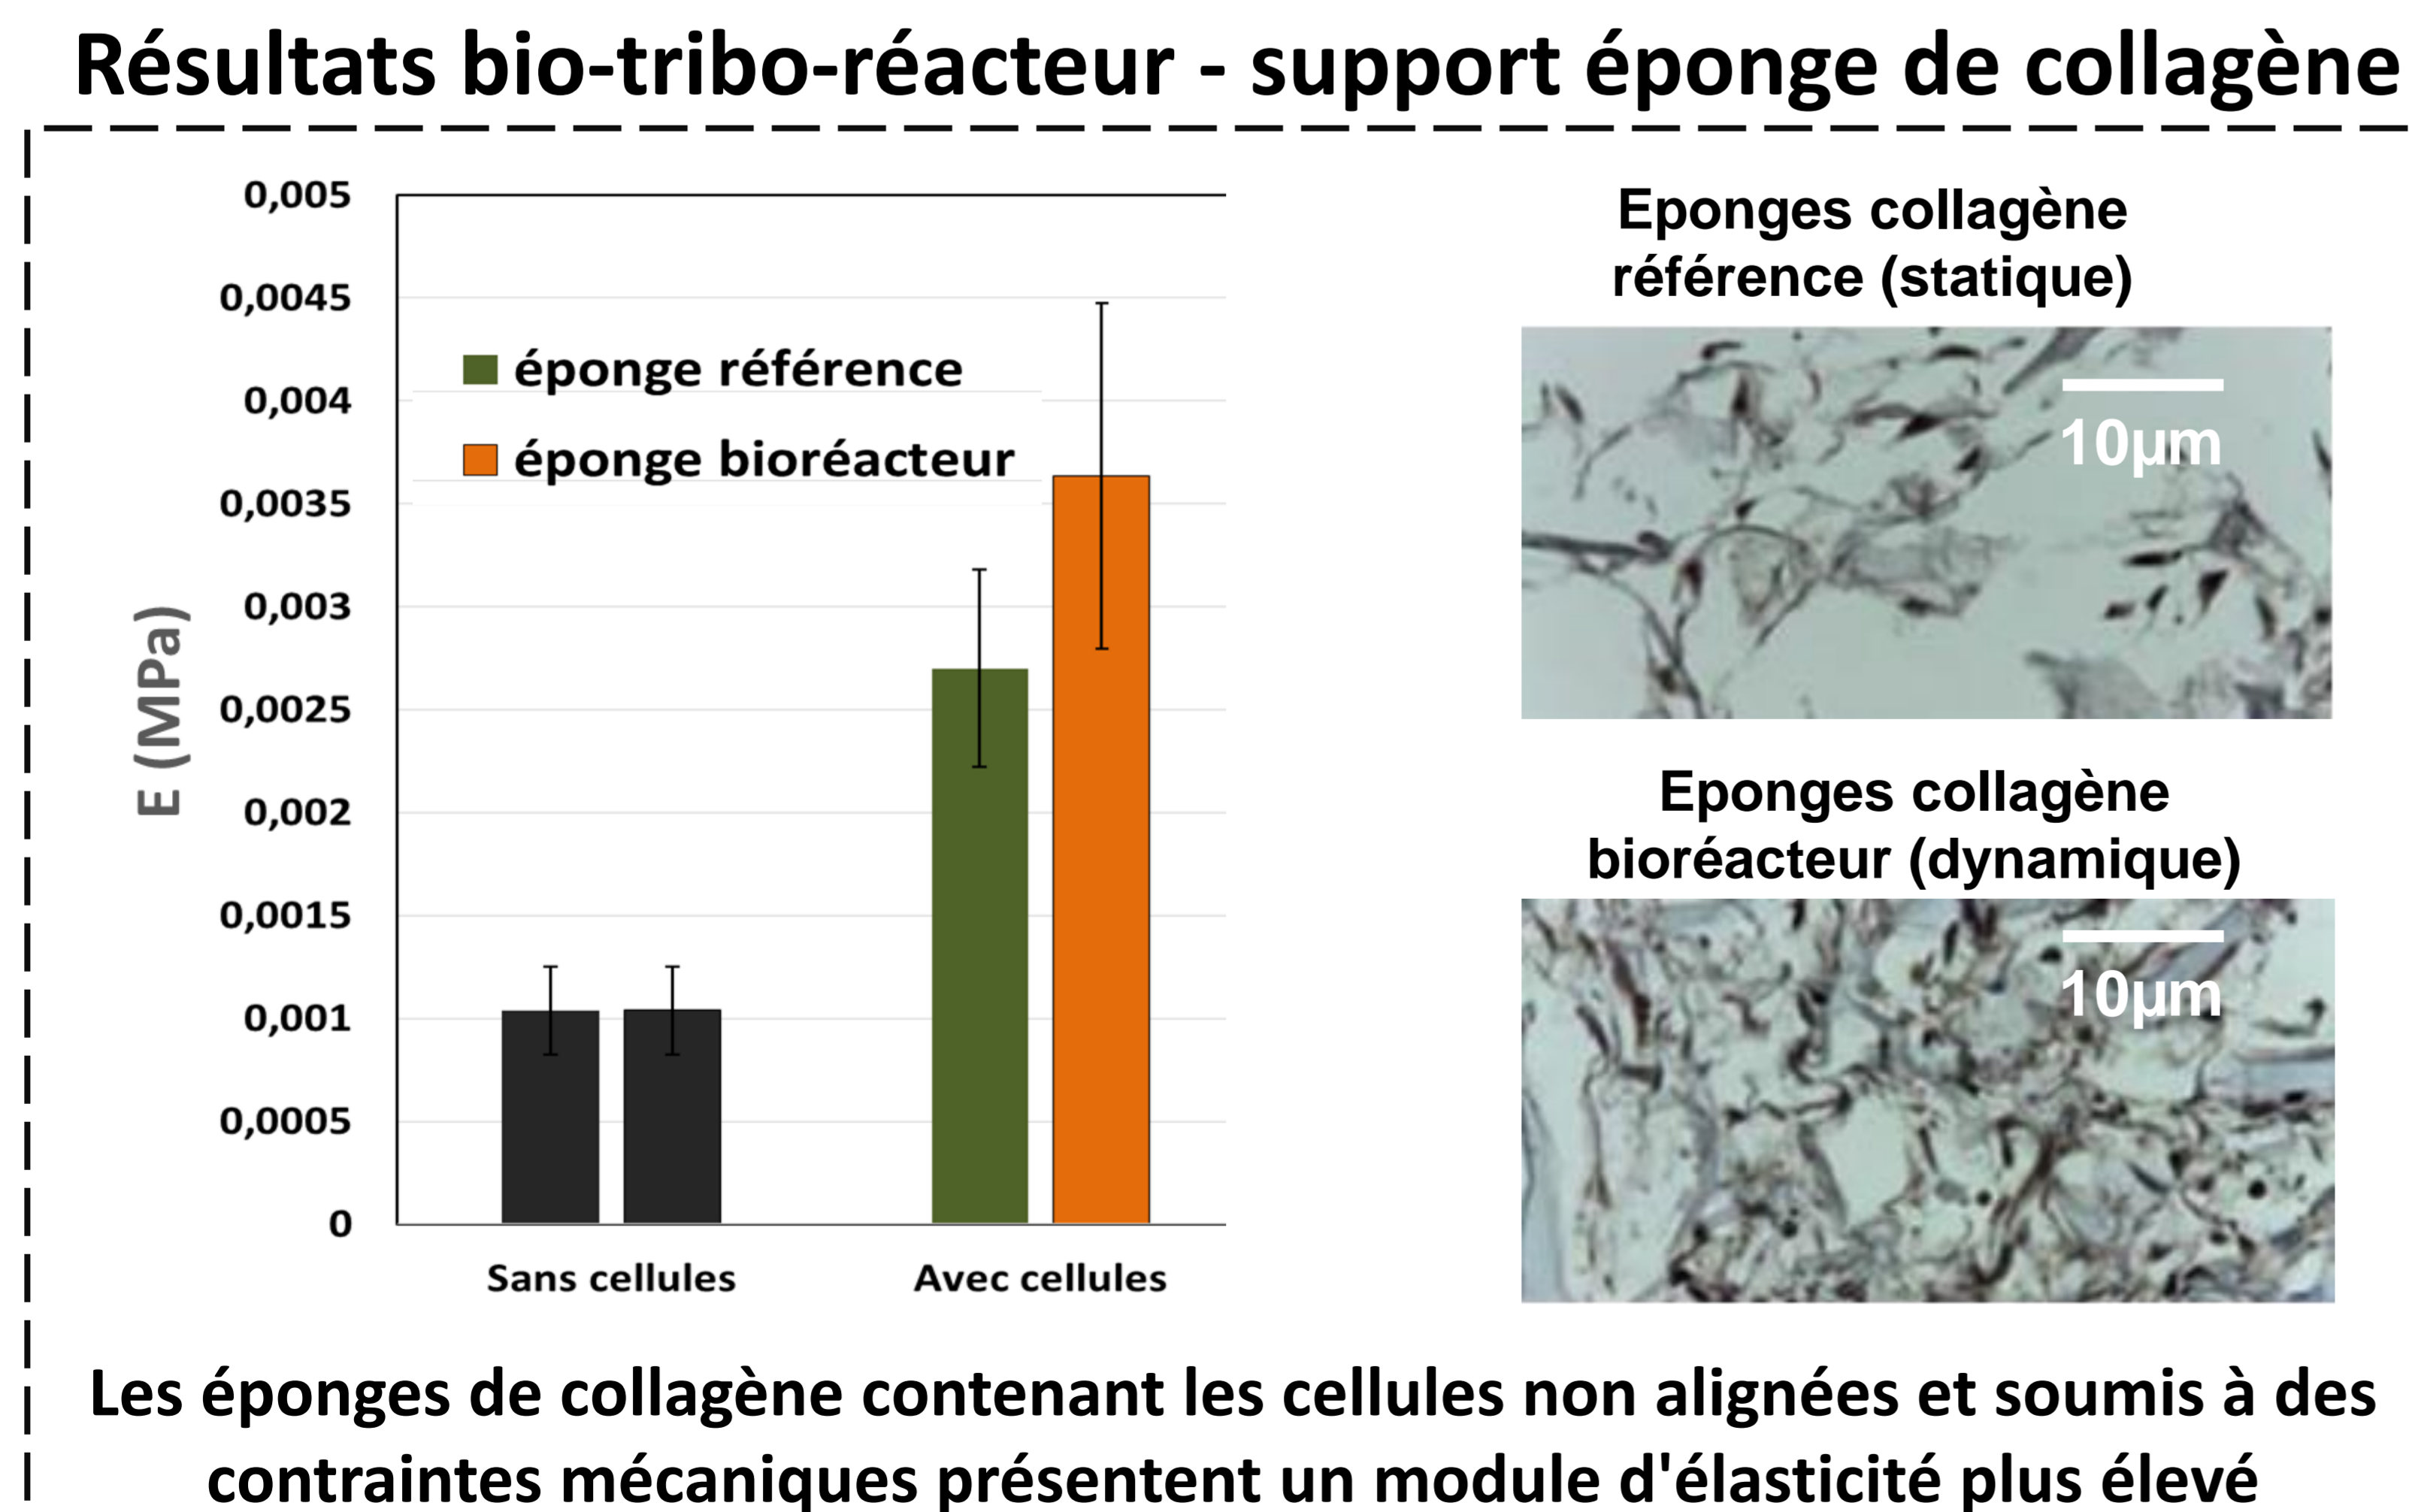 Résultats bio-tribo-réacteur - support éponge de collagène
0,005
0,0045
0,004
0,0035
0,003
0,0025
0,002
0,0015
0,001
0,0005
0
E (MPa)
éponge référence
éponge bioréacteur
Sans cellules
Avec cellules
Eponges collagène
référence (statique)
10µm
Eponges collagène
bioréacteur (dynamique)
10µm
Les éponges de collagène contenant les cellules non alignées et soumis à des
contraintes mécaniques présentent un module d'élasticité plus élevé